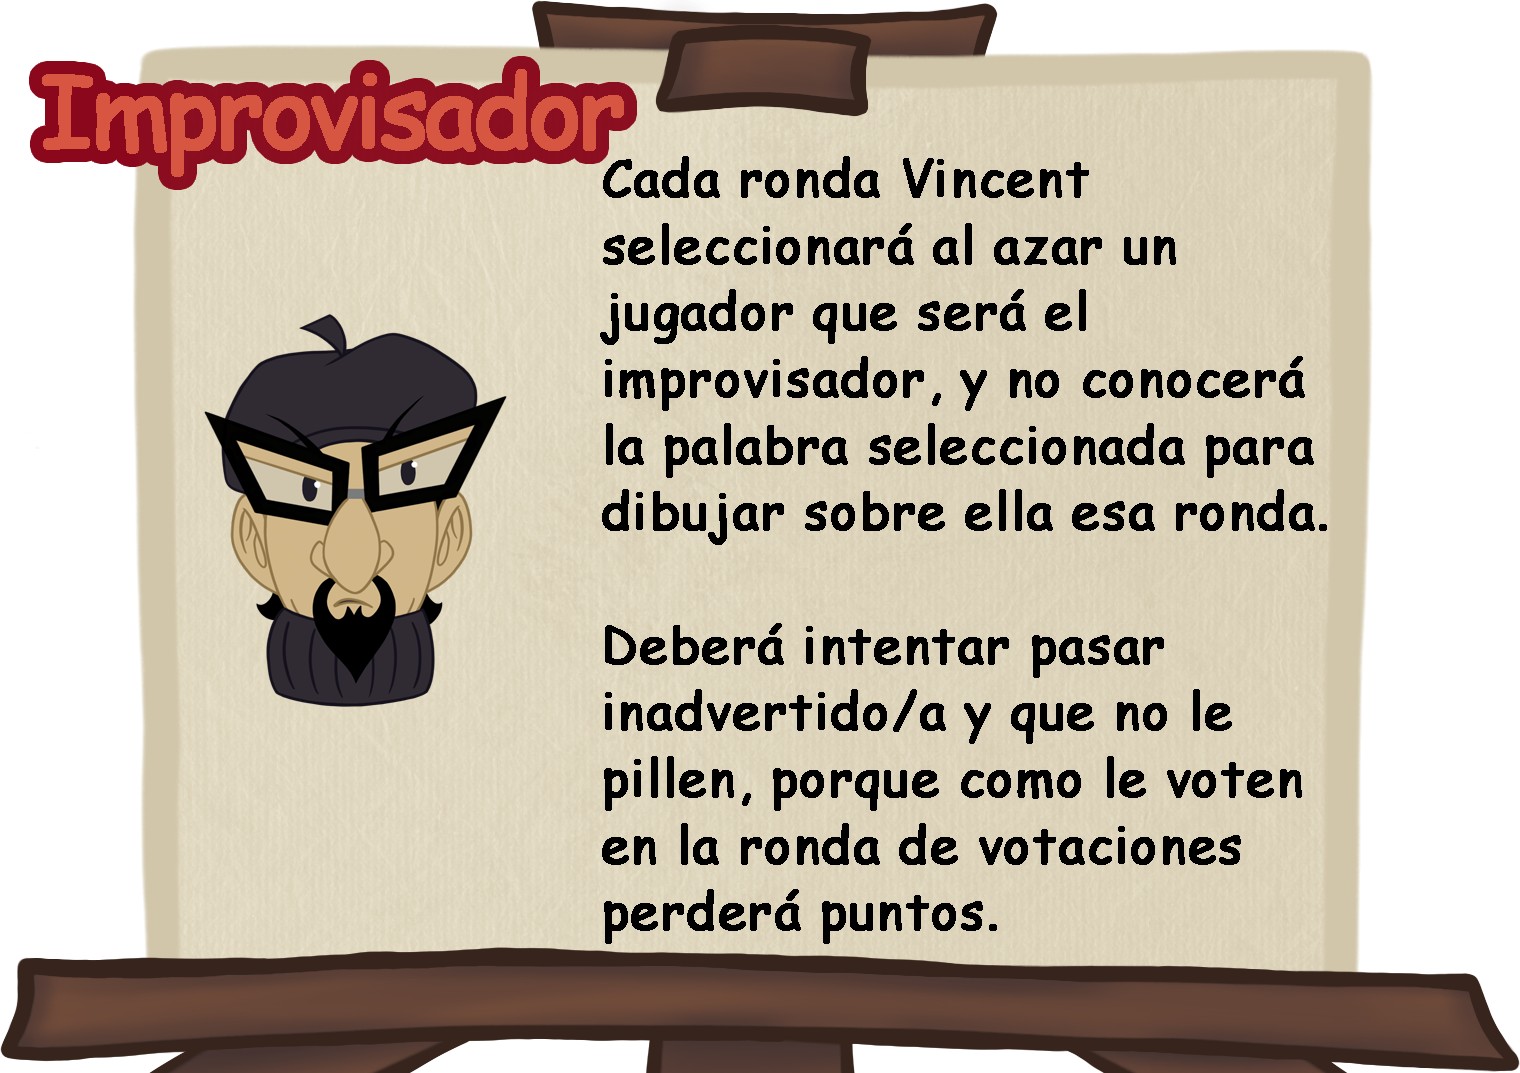 Improvisador
Cada ronda Vincent
seleccionará al azar un
jugador que será el
improvisador, y no conocerá
la palabra seleccionada para
dibujar sobre ella esa ronda.
Deberá intentar pasar
inadvertido/a y que no le
pillen, porque como le voten
en la ronda de votaciones
perderá puntos.